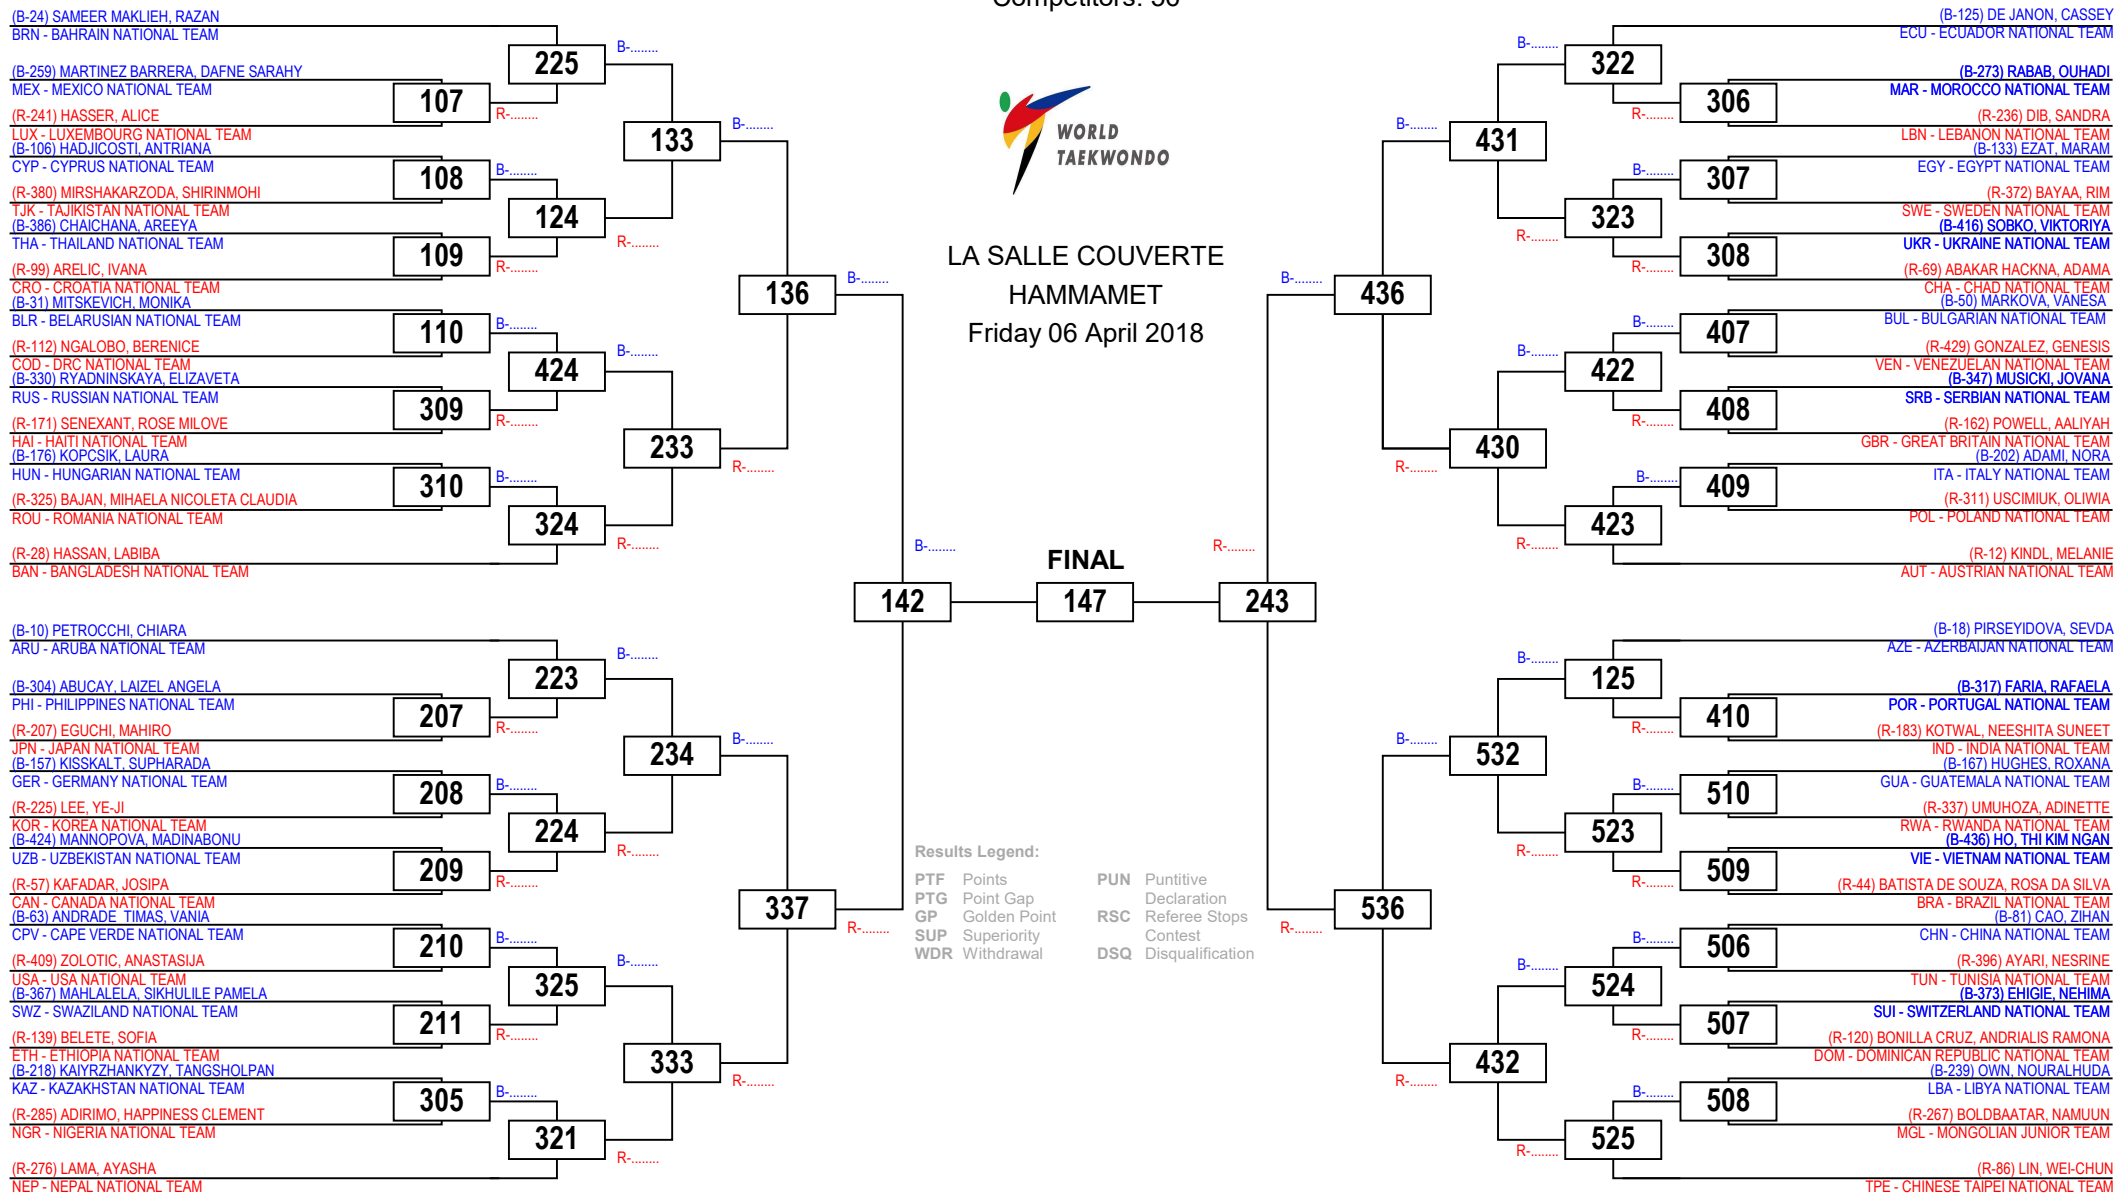 Competitors: 56
(B-24) SAMEER MAKLIEH, RAZAN
BRN - BAHRAIN NATIONAL TEAM
225
B-........
(B-259) MARTINEZ BARRERA, DAFNE SARAHY
MEX - MEXICO NATIONAL TEAM
107
R-........
(R-241) HASSER, ALICE
LUX - LUXEMBOURG NATIONAL TEAM
133
B-........
(B-106) HADJICOSTI, ANTRIANA
CYP - CYPRUS NATIONAL TEAM
108
B-........
(R-380) MIRSHAKARZODA, SHIRINMOHI
TJK - TAJIKISTAN NATIONAL TEAM
124
R-........
(B-386) CHAICHANA, AREEYA
THA - THAILAND NATIONAL TEAM
109
R-........
(R-99) ARELIC, IVANA
CRO - CROATIA NATIONAL TEAM
136
B-........
(B-31) MITSKEVICH, MONIKA
BLR - BELARUSIAN NATIONAL TEAM
110
B-........
(R-112) NGALOBO, BERENICE
COD - DRC NATIONAL TEAM
424
B-........
(B-330) RYADNINSKAYA, ELIZAVETA
RUS - RUSSIAN NATIONAL TEAM
309
R-........
(R-171) SENEXANT, ROSE MILOVE
HAI - HAITI NATIONAL TEAM
233
R-........
(B-176) KOPCSIK, LAURA
HUN - HUNGARIAN NATIONAL TEAM
310
B-........
(R-325) BAJAN, MIHAELA NICOLETA CLAUDIA
ROU - ROMANIA NATIONAL TEAM
324
R-........
(R-28) HASSAN, LABIBA
BAN - BANGLADESH NATIONAL TEAM
(B-10) PETROCCHI, CHIARA
ARU - ARUBA NATIONAL TEAM
223
B-........
(B-304) ABUCAY, LAIZEL ANGELA
PHI - PHILIPPINES NATIONAL TEAM
207
R-........
(R-207) EGUCHI, MAHIRO
JPN - JAPAN NATIONAL TEAM
234
B-........
(B-157) KISSKALT, SUPHARADA
GER - GERMANY NATIONAL TEAM
208
B-........
(R-225) LEE, YE-JI
KOR - KOREA NATIONAL TEAM
224
R-........
(B-424) MANNOPOVA, MADINABONU
UZB - UZBEKISTAN NATIONAL TEAM
209
R-........
(R-57) KAFADAR, JOSIPA
CAN - CANADA NATIONAL TEAM
337
R-........
(B-63) ANDRADE TIMAS, VANIA
CPV - CAPE VERDE NATIONAL TEAM
210
B-........
(R-409) ZOLOTIC, ANASTASIJA
USA - USA NATIONAL TEAM
325
B-........
(B-367) MAHLALELA, SIKHULILE PAMELA
SWZ - SWAZILAND NATIONAL TEAM
211
R-........
(R-139) BELETE, SOFIA
ETH - ETHIOPIA NATIONAL TEAM
333
R-........
(B-218) KAIYRZHANKYZY, TANGSHOLPAN
KAZ - KAZAKHSTAN NATIONAL TEAM
305
B-........
(R-285) ADIRIMO, HAPPINESS CLEMENT
NGR - NIGERIA NATIONAL TEAM
321
R-........
(R-276) LAMA, AYASHA
NEP - NEPAL NATIONAL TEAM
WORLD
TAEKWONDO
LA SALLE COUVERTE
HAMMAMET
Friday 06 April 2018
B-........
R-........
FINAL
142
147
243
Results Legend:
PTF Points
PTG Point Gap
GP Golden Point
SUP Superiority
WDR Withdrawal
PUN Puntitive
Declaration
RSC Referee Stops
Contest
DSQ Disqualification
(B-125) DE JANON, CASSEY
ECU - ECUADOR NATIONAL TEAM
B-........
322
(B-273) RABAB, OUHADI
MAR - MOROCCO NATIONAL TEAM
R-........
306
(R-236) DIB, SANDRA
LBN - LEBANON NATIONAL TEAM
B-........
431
(B-133) EZAT, MARAM
EGY - EGYPT NATIONAL TEAM
B-........
307
(R-372) BAYAA, RIM
SWE - SWEDEN NATIONAL TEAM
323
(B-416) SOBKO, VIKTORIYA
UKR - UKRAINE NATIONAL TEAM
R-........
R-........
308
(R-69) ABAKAR HACKNA, ADAMA
CHA - CHAD NATIONAL TEAM
B-........
436
(B-50) MARKOVA, VANESA
BUL - BULGARIAN NATIONAL TEAM
B-........
407
(R-429) GONZALEZ, GENESIS
VEN - VENEZUELAN NATIONAL TEAM
B-........
422
(B-347) MUSICKI, JOVANA
SRB - SERBIAN NATIONAL TEAM
R-........
408
(R-162) POWELL, AALIYAH
GBR - GREAT BRITAIN NATIONAL TEAM
R-........
430
(B-202) ADAMI, NORA
ITA - ITALY NATIONAL TEAM
B-........
409
(R-311) USCIMIUK, OLIWIA
POL - POLAND NATIONAL TEAM
R-........
423
(R-12) KINDL, MELANIE
AUT - AUSTRIAN NATIONAL TEAM
(B-18) PIRSEYIDOVA, SEVDA
AZE - AZERBAIJAN NATIONAL TEAM
B-........
125
(B-317) FARIA, RAFAELA
POR - PORTUGAL NATIONAL TEAM
R-........
410
(R-183) KOTWAL, NEESHITA SUNEET
IND - INDIA NATIONAL TEAM
B-........
532
(B-167) HUGHES, ROXANA
GUA - GUATEMALA NATIONAL TEAM
B-........
510
(R-337) UMUHOZA, ADINETTE
RWA - RWANDA NATIONAL TEAM
R-........
523
(B-436) HO, THI KIM NGAN
VIE - VIETNAM NATIONAL TEAM
R-........
509
(R-44) BATISTA DE SOUZA, ROSA DA SILVA
BRA - BRAZIL NATIONAL TEAM
R-........
536
(B-81) CAO, ZIHAN
CHN - CHINA NATIONAL TEAM
B-........
506
(R-396) AYARI, NESRINE
TUN - TUNISIA NATIONAL TEAM
B-........
524
(B-373) EHIGIE, NEHIMA
SUI - SWITZERLAND NATIONAL TEAM
R-........
507
(R-120) BONILLA CRUZ, ANDRIALIS RAMONA
DOM - DOMINICAN REPUBLIC NATIONAL TEAM
R-........
432
(B-239) OWN, NOURALHUDA
LBA - LIBYA NATIONAL TEAM
B-........
508
(R-267) BOLDBAATAR, NAMUUN
MGL - MONGOLIAN JUNIOR TEAM
R-........
525
(R-86) LIN, WEI-CHUN
TPE - CHINESE TAIPEI NATIONAL TEAM